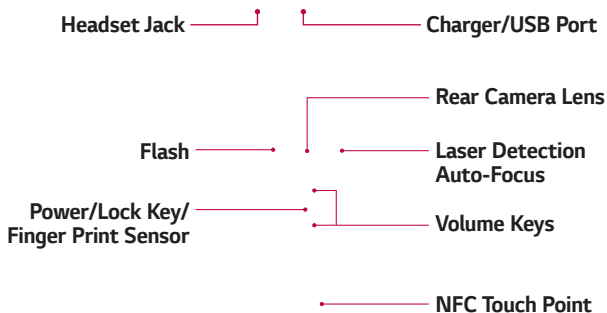 Headset Jack
Charger/USB Port
Rear Camera Lens
Flash
Laser Detection
Auto-Focus
Power/Lock Key/
Finger Print Sensor
Volume Keys
NFC Touch Point